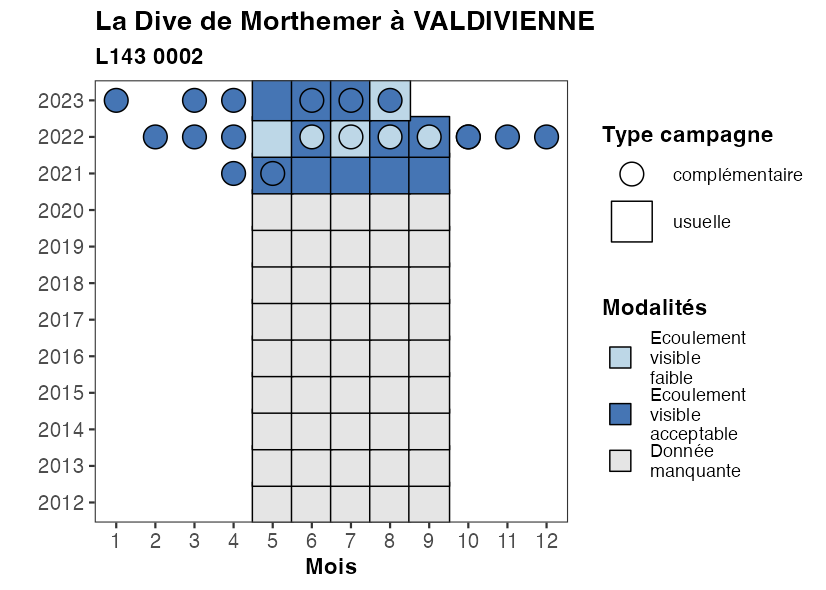 La Dive de Morthemer à VALDIVIENNE
L143 0002
2023
2022
2021
2020
2019
2018
2017
2016
2015
2014
2013
2012
1 2 3 4 5 6 7 8 9 10 11 12
Mois
Type campagne
complémentaire
usuelle
Modalités
Ecoulement
visible
faible
Ecoulement
visible
acceptable
Donnée
manquante